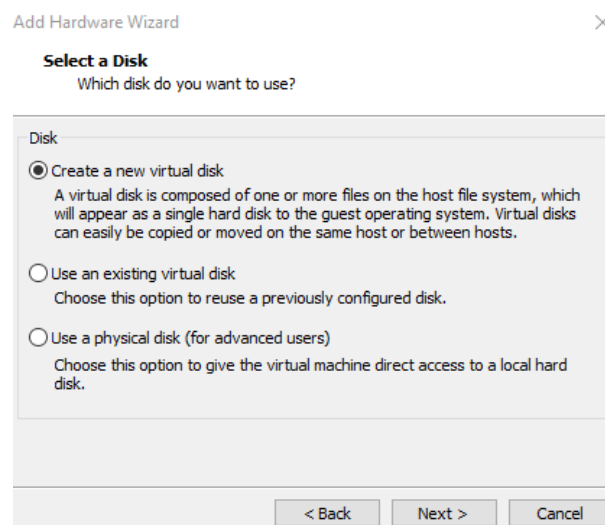 Add Hardware Wizard
Select a Disk
Which disk do you want to use?
Disk
Create a new virtual disk
A virtual disk is composed of one or more files on the host file system, which
will appear as a single hard disk to the guest operating system. Virtual disks
can easily be copied or moved on the same host or between hosts.
Use an existing virtual disk
Choose this option to reuse a previously configured disk.
Use a physical disk (for advanced users)
Choose this option to give the virtual machine direct access to a local hard
disk.
< Back Next > Cancel